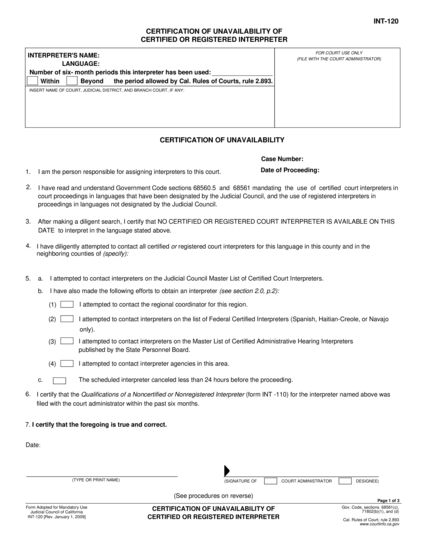 INT-120
CERTIFICATION OF UNAVAILABILITY OF
CERTIFIED OR REGISTERED INTERPRETER
INTERPRETER'S NAME:
LANGUAGE:
Number of six- month periods this interpreter has been used:
Within Beyond the period allowed by Cal. Rules of Courts, rule 2.893.
INSERT NAME OF COURT, JUDICIAL DISTRICT, AND BRANCH COURT, IF ANY:
FOR COURT USE ONLY
(FILE WITH THE COURT ADMINISTRATOR)
CERTIFICATION OF UNAVAILABILITY
Case Number:
Date of Proceeding:
1. I am the person responsible for assigning interpreters to this court.
2. I have read and understand Government Code sections 68560.5 and 68561 mandating the use of certified court interpreters in
court proceedings in languages that have been designated by the Judicial Council, and the use of registered interpreters in
proceedings in languages not designated by the Judicial Council.
3. After making a diligent search, I certify that NO CERTIFIED OR REGISTERED COURT INTERPRETER IS AVAILABLE ON THIS
DATE to interpret in the language stated above.
4. I have diligently attempted to contact all certified or registered court interpreters for this language in this county and in the
neighboring counties of (specify):
5. a. I attempted to contact interpreters on the Judicial Council Master List of Certified Court Interpreters.
b. I have also made the following efforts to obtain an interpreter (see section 2.0, p.2):
(1) I attempted to contact the regional coordinator for this region.
(2) I attempted to contact interpreters on the list of Federal Certified Interpreters (Spanish, Haitian-Creole, or Navajo
only).
(3) I attempted to contact interpreters on the Master List of Certified Administrative Hearing Interpreters
published by the State Personnel Board.
(4) I attempted to contact interpreter agencies in this area.
c. The scheduled interpreter canceled less than 24 hours before the proceeding.
6. I certify that the Qualifications of a Noncertified or Nonregistered Interpreter (form INT -110) for the interpreter named above was
filed with the court administrator within the past six months.
7. I certify that the foregoing is true and correct.
Date:
(TYPE OR PRINT NAME)
(SIGNATURE OF COURT ADMINISTRATOR DESIGNEE)
(See procedures on reverse)
Page 1 of 3
Form Adopted for Mandatory Use
Judicial Council of California
INT-120 [Rev. January 1, 2009]
CERTIFICATION OF UNAVAILABILITY OF
CERTIFIED OR REGISTERED INTERPRETER
Gov. Code, sections. 68561(c),
71802(b)(1), and (d)
Cal. Rules of Court, rule 2.893
www.courtinfo.ca.gov